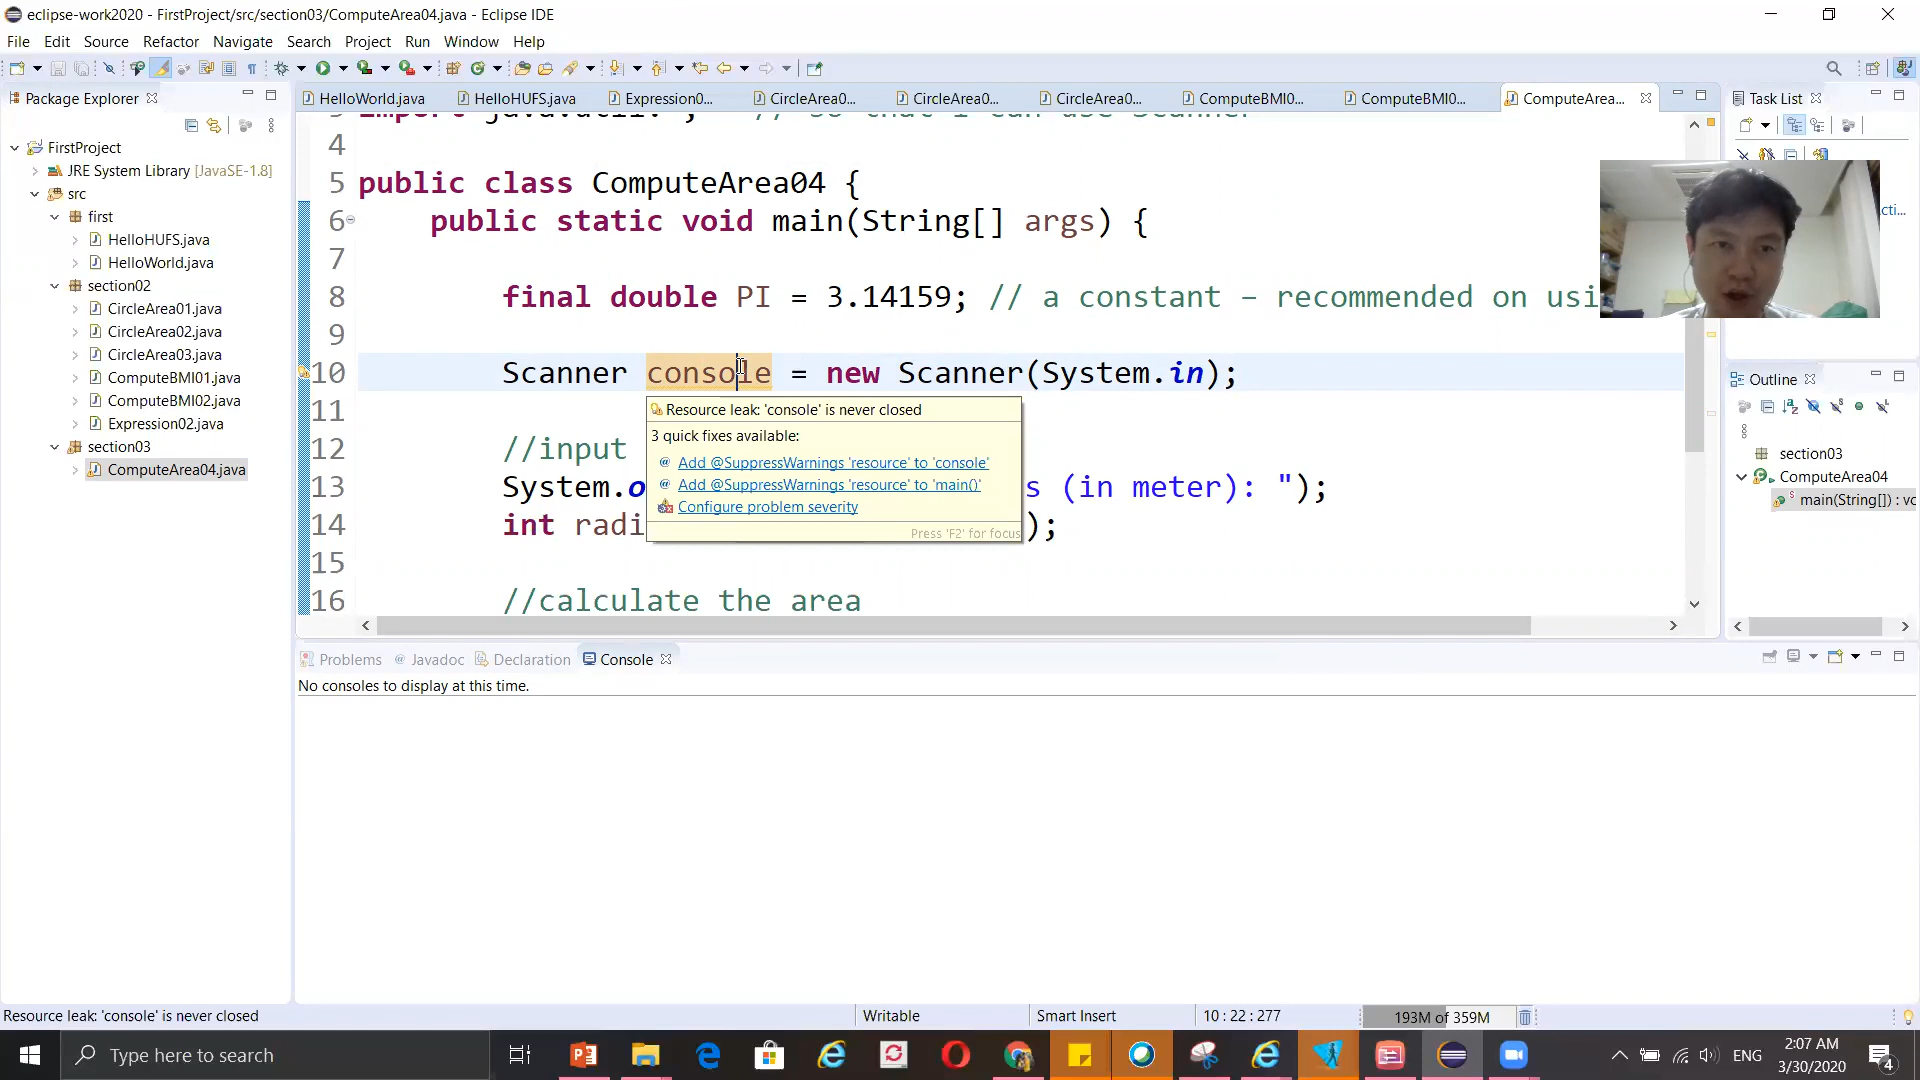 eclipse-work2020 - FirstProject/src/section03/ComputeArea04.java - Eclipse IDE
File Edit Source Refactor Navigate Search Project Run Window Help
Package Explorer
HelloWorld.java HelloHUFS.java Expression0... CircleArea0... CircleArea0... CircleArea0... ComputeBMI0... ComputeBMI0... ComputeArea...
Task List
FirstProject
JRE System Library [JavaSE-1.8]
src
first
HelloHUFS.java
HelloWorld.java
section02
CircleArea01.java
CircleArea02.java
CircleArea03.java
ComputeBMI01.java
ComputeBMI02.java
Expression02.java
section03
ComputeArea04.java
4
5 public class ComputeArea04 {
6 public static void main(String[] args) {
7
8 final double PI = 3.14159; // a constant – recommended on usi
9
10 Scanner console = new Scanner(System.in);
11
12 //input
13 System.o s (in meter): ");
14 int radi );
15
16 //calculate the area
Resource leak: 'console' is never closed
3 quick fixes available:
Add @SuppressWarnings 'resource' to 'console'
Add @SuppressWarnings 'resource' to 'main()'
Configure problem severity
Press 'F2' for focus
cti...
Outline
section03
ComputeArea04
main(String[]) : vc
Problems Javadoc Declaration Console
No consoles to display at this time.
Resource leak: 'console' is never closed
Writable
Smart Insert
10 : 22 : 277
193M of 359M
Type here to search
ENG
2:07 AM
3/30/2020
4